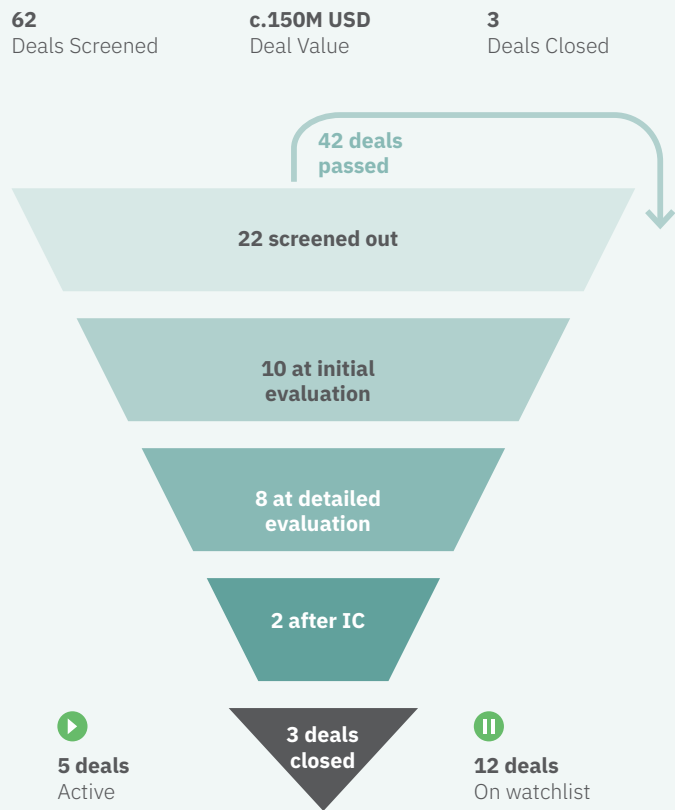 62
Deals Screened
c.150M USD
Deal Value
3
Deals Closed
42 deals
passed
22 screened out
10 at initial
evaluation
8 at detailed
evaluation
2 after IC
3 deals
closed
5 deals
Active
12 deals
On watchlist